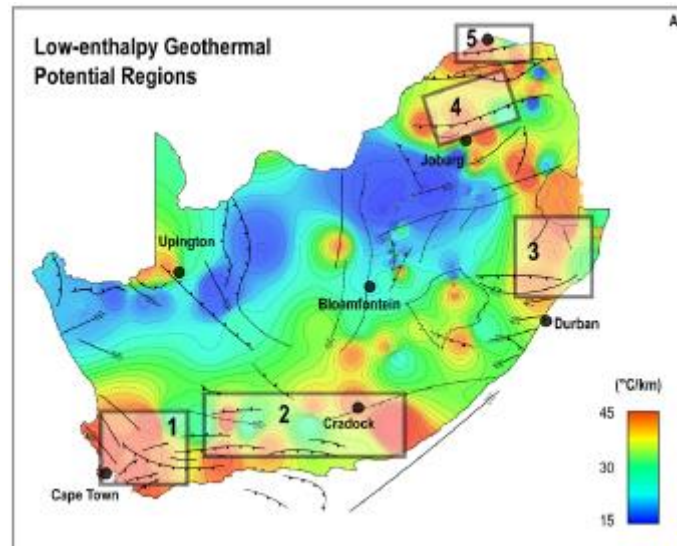 Low-enthalpy Geothermal
Potential Regions
A
5
4
Joburg
Upington
3
Bloemfontein
Durban
(°C/km)
45
30
15
2
Cradock
1
Cape Town